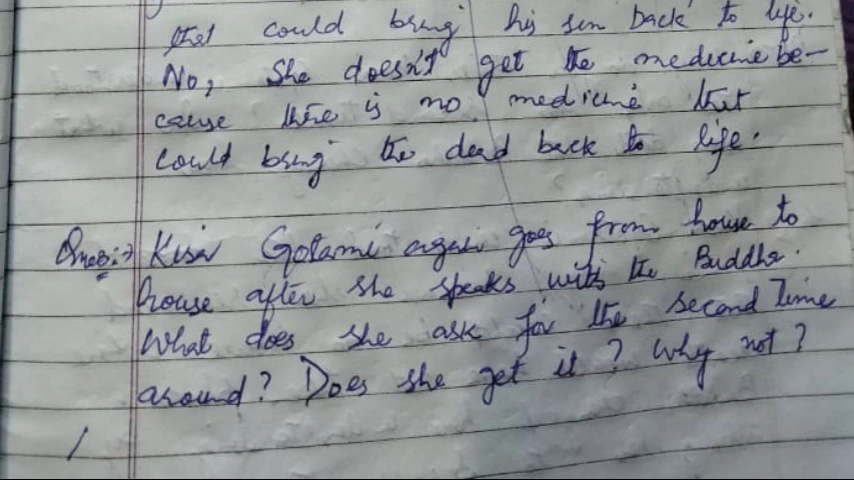 that could bring his son back to life.
No, She doesn't get the medicine be-
cause there is no medicine that
could bring the dead back to life.
Ques:2 Kisa Gotami again goes from house to
house after she speaks with the Buddha.
What does she ask for the second Time
around? Does she get it? Why not?